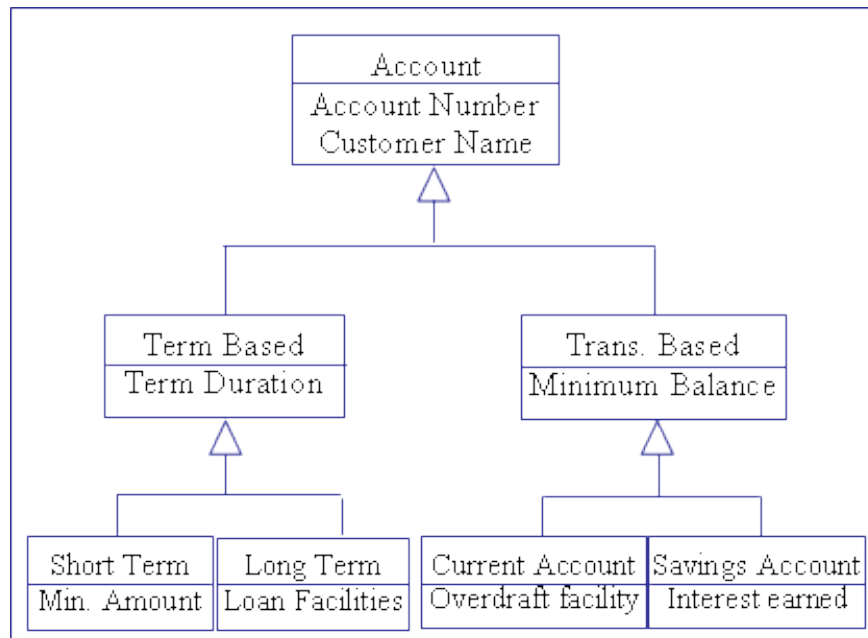 Account
Account Number
Customer Name
Term Based
Term Duration
Trans. Based
Minimum Balance
Short Term
Min. Amount
Long Term
Loan Facilities
Current Account
Overdraft facility
Savings Account
Interest earned